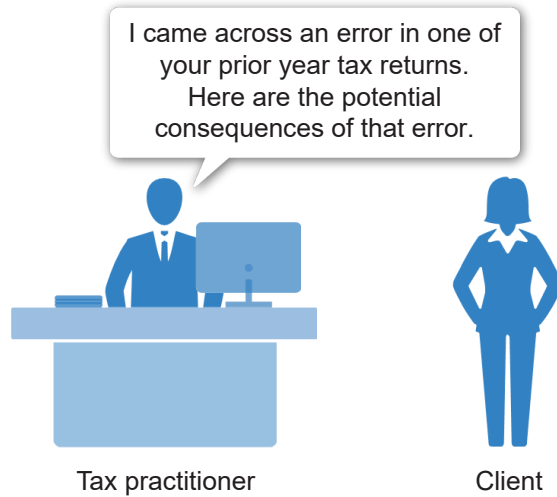 I came across an error in one of
your prior year tax returns.
Here are the potential
consequences of that error.
Tax practitioner
Client